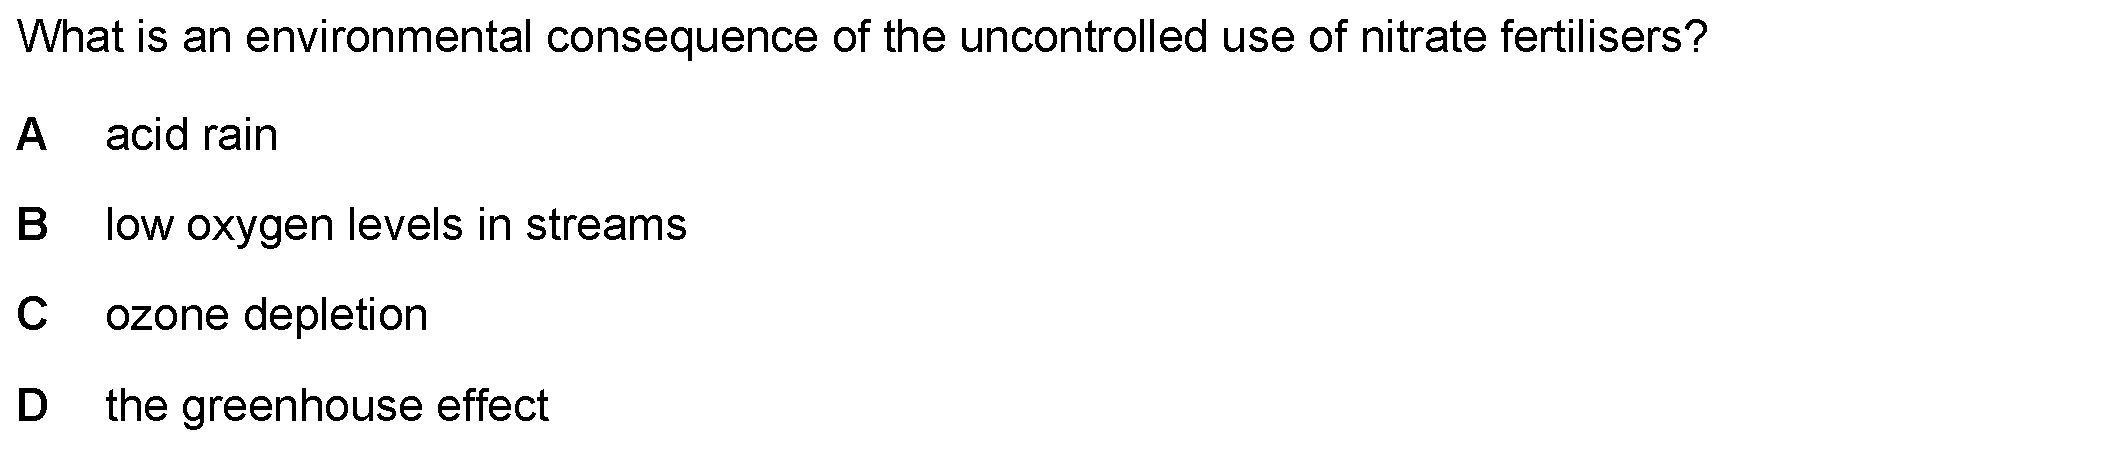 What is an environmental consequence of the uncontrolled use of nitrate fertilisers?
A acid rain
B low oxygen levels in streams
C ozone depletion
D the greenhouse effect